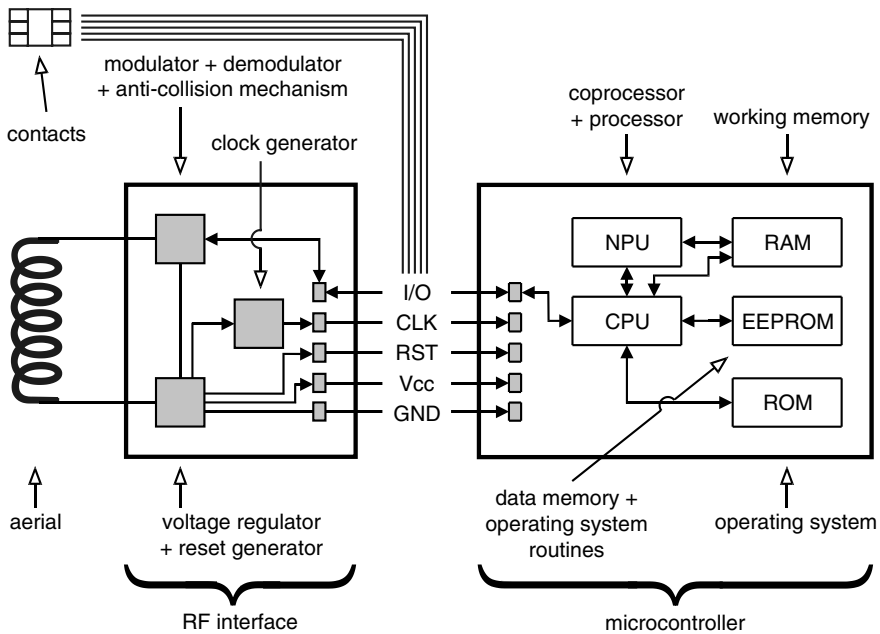 modulator + demodulator
+ anti-collision mechanism
contacts
clock generator
coprocessor
+ processor
working memory
NPU
RAM
I/O
CLK
RST
Vcc
GND
CPU
EEPROM
ROM
aerial
voltage regulator
+ reset generator
data memory +
operating system
routines
operating system
RF interface
microcontroller